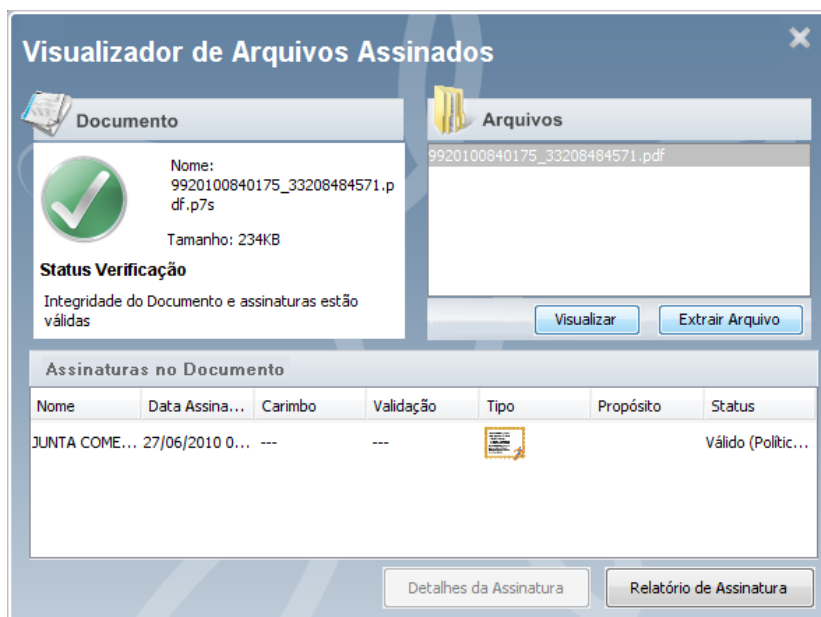 Visualizador de Arquivos Assinados
Documento
Nome:
9920100840175_33208484571.p
df.p7s
Tamanho: 234KB
Status Verificação
Integridade do Documento e assinaturas estão
válidas
Arquivos
9920100840175_33208484571.pdf
Visualizar Extrair Arquivo
Assinaturas no Documento
Nome Data Assina... Carimbo Validação Tipo Propósito Status
JUNTA COME... 27/06/2010 0... --- --- Válido (Polític...
Detalhes da Assinatura Relatório de Assinatura